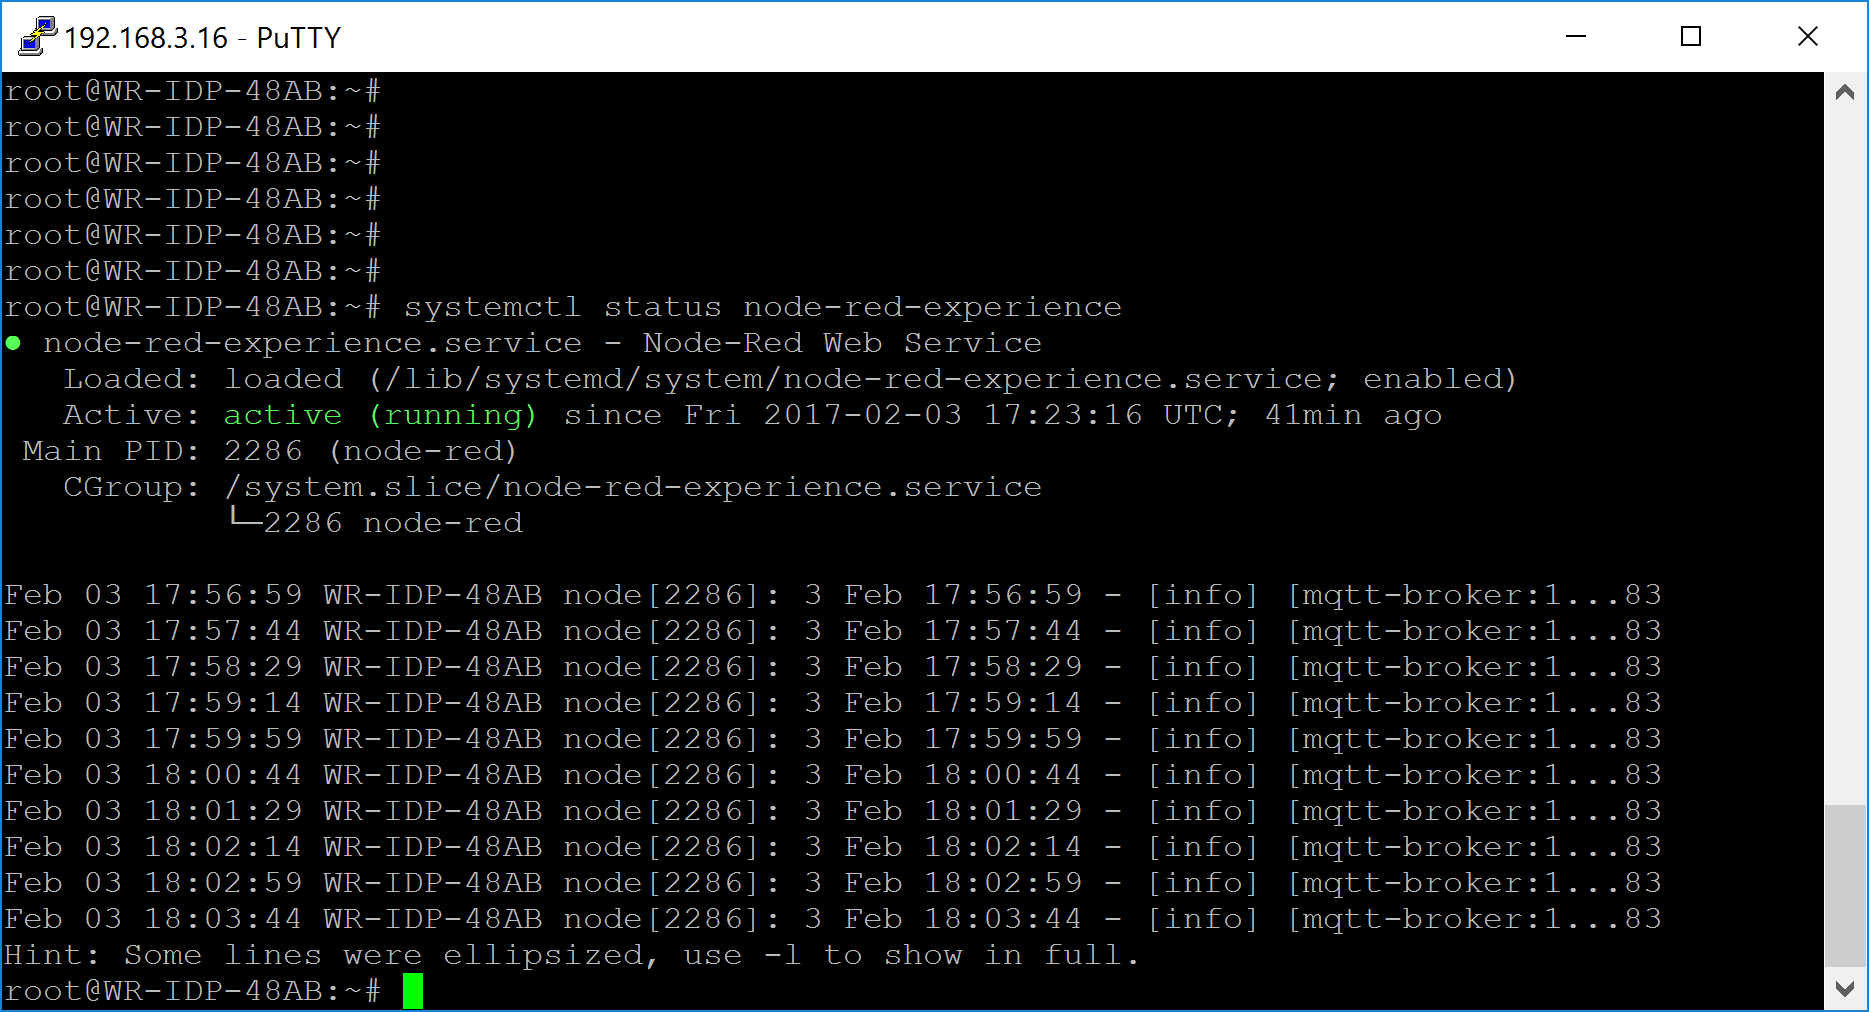 192.168.3.16 - PuTTY
root@WR-IDP-48AB:~#
root@WR-IDP-48AB:~#
root@WR-IDP-48AB:~#
root@WR-IDP-48AB:~#
root@WR-IDP-48AB:~#
root@WR-IDP-48AB:~#
root@WR-IDP-48AB:~# systemctl status node-red-experience
● node-red-experience.service - Node-Red Web Service
   Loaded: loaded (/lib/systemd/system/node-red-experience.service; enabled)
   Active: active (running) since Fri 2017-02-03 17:23:16 UTC; 41min ago
 Main PID: 2286 (node-red)
   CGroup: /system.slice/node-red-experience.service
           └─2286 node-red
Feb 03 17:56:59 WR-IDP-48AB node[2286]: 3 Feb 17:56:59 - [info] [mqtt-broker:1...83
Feb 03 17:57:44 WR-IDP-48AB node[2286]: 3 Feb 17:57:44 - [info] [mqtt-broker:1...83
Feb 03 17:58:29 WR-IDP-48AB node[2286]: 3 Feb 17:58:29 - [info] [mqtt-broker:1...83
Feb 03 17:59:14 WR-IDP-48AB node[2286]: 3 Feb 17:59:14 - [info] [mqtt-broker:1...83
Feb 03 17:59:59 WR-IDP-48AB node[2286]: 3 Feb 17:59:59 - [info] [mqtt-broker:1...83
Feb 03 18:00:44 WR-IDP-48AB node[2286]: 3 Feb 18:00:44 - [info] [mqtt-broker:1...83
Feb 03 18:01:29 WR-IDP-48AB node[2286]: 3 Feb 18:01:29 - [info] [mqtt-broker:1...83
Feb 03 18:02:14 WR-IDP-48AB node[2286]: 3 Feb 18:02:14 - [info] [mqtt-broker:1...83
Feb 03 18:02:59 WR-IDP-48AB node[2286]: 3 Feb 18:02:59 - [info] [mqtt-broker:1...83
Feb 03 18:03:44 WR-IDP-48AB node[2286]: 3 Feb 18:03:44 - [info] [mqtt-broker:1...83
Hint: Some lines were ellipsized, use -l to show in full.
root@WR-IDP-48AB:~#